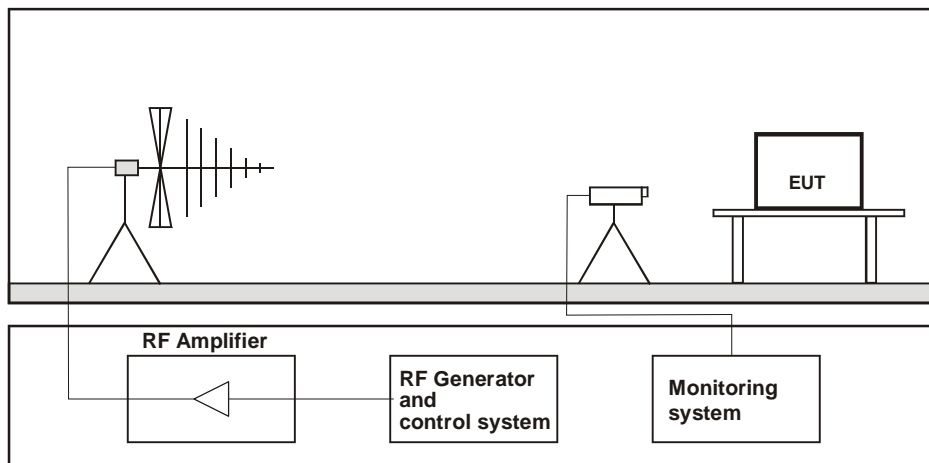 EUT
RF Amplifier
RF Generator
and
control system
Monitoring
system